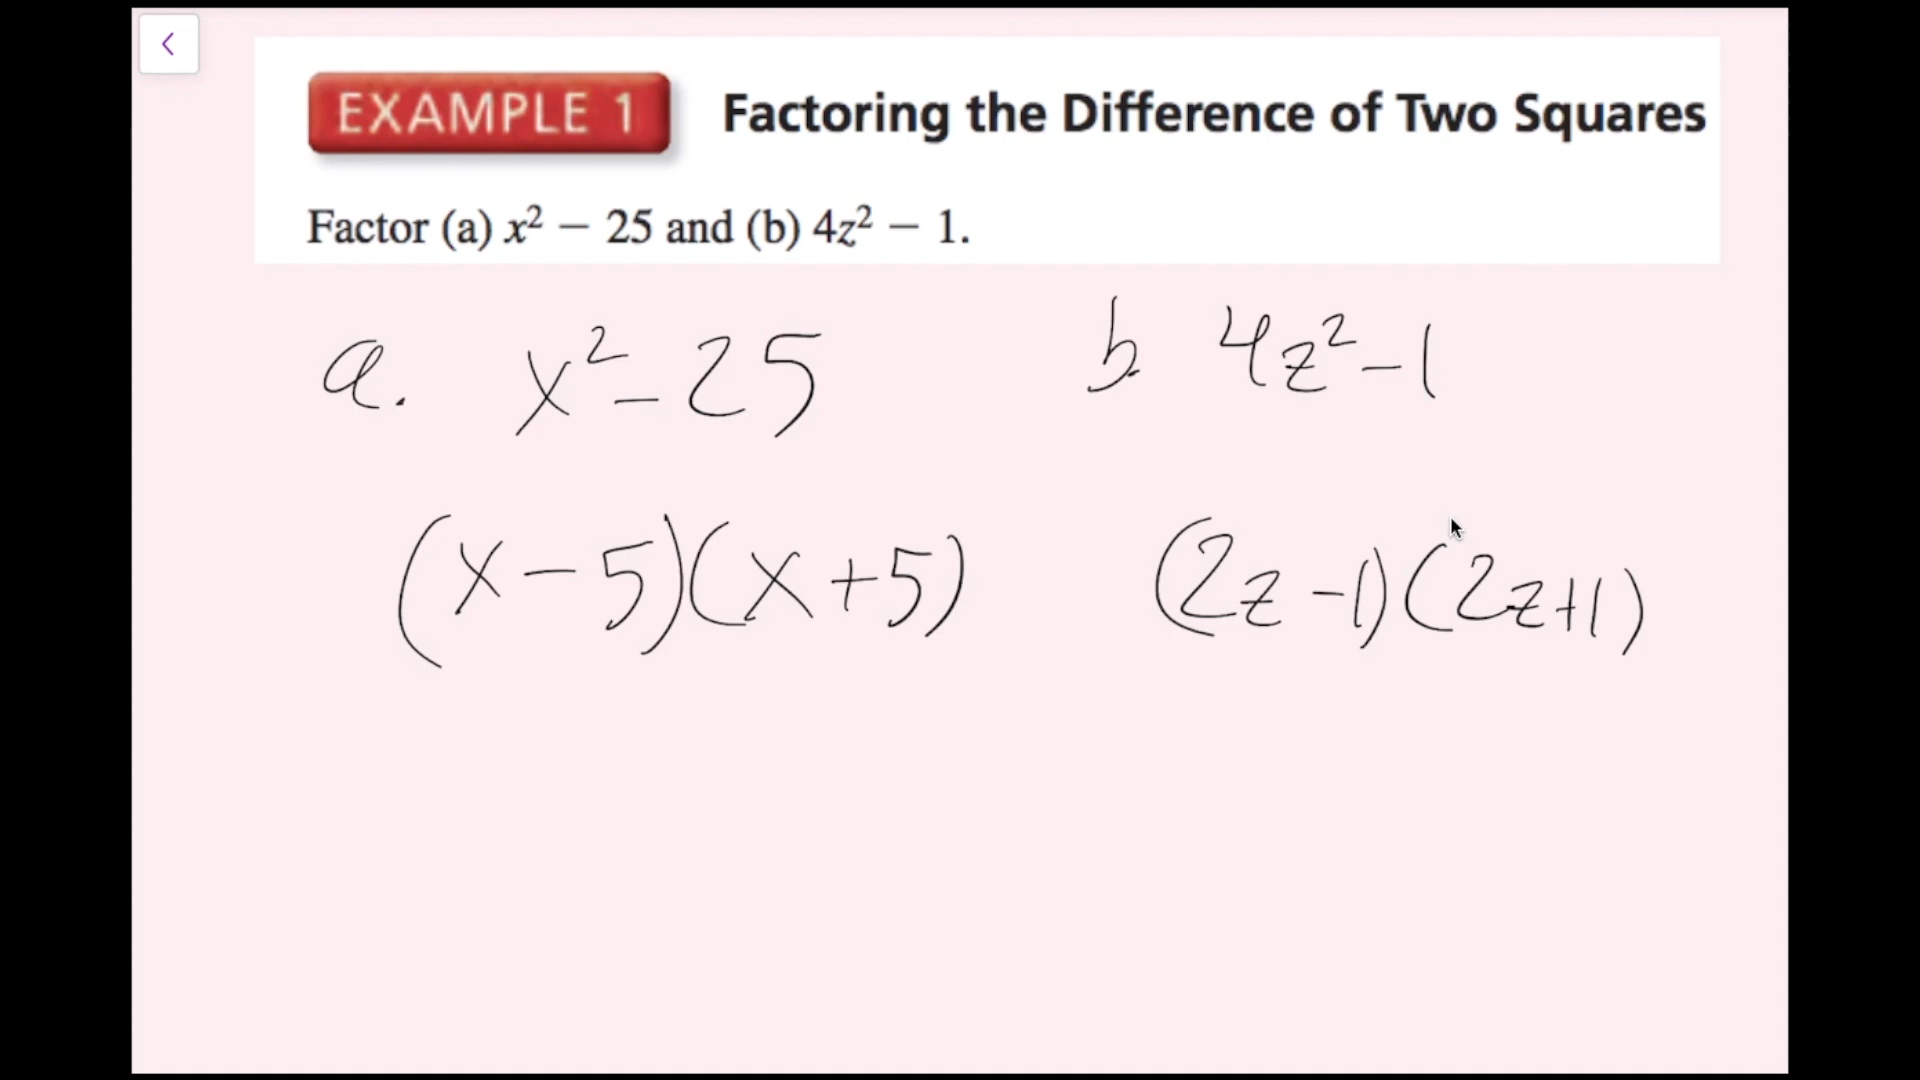 EXAMPLE 1 Factoring the Difference of Two Squares
Factor (a) x² − 25 and (b) 4z² − 1.
a. x² − 25
b. 4z² − 1
(x − 5)(x + 5)
(2z − 1)(2z + 1)